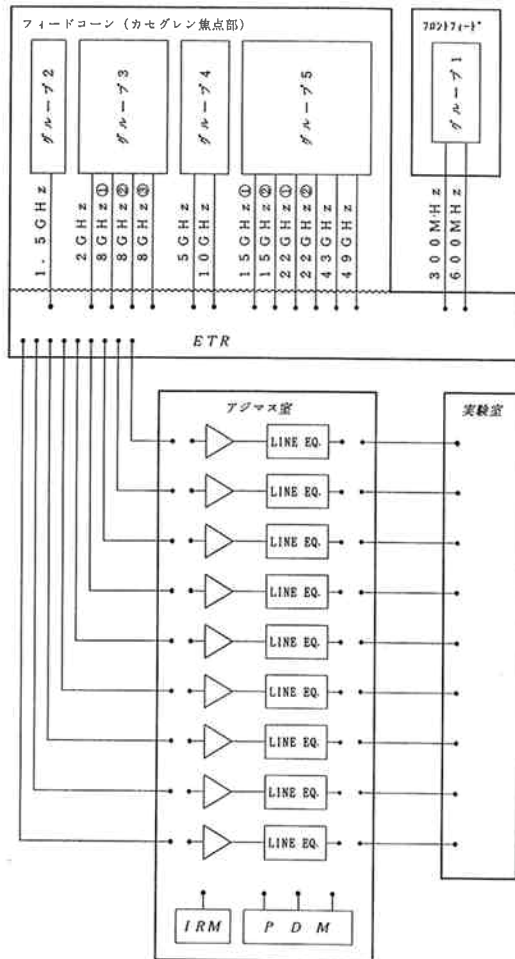 フィードコーン（カセグレン焦点部）
フロントフィード
グループ2
グループ3
グループ4
グループ5
グループ1
1.5GHz
2GHz
8GHz①
8GHz②
8GHz③
5GHz
10GHz
15GHz①
15GHz②
22GHz①
22GHz②
43GHz
49GHz
300MHz
600MHz
ETR
アジマス室
実験室
LINE EQ.
LINE EQ.
LINE EQ.
LINE EQ.
LINE EQ.
LINE EQ.
LINE EQ.
LINE EQ.
LINE EQ.
IRM
P D M